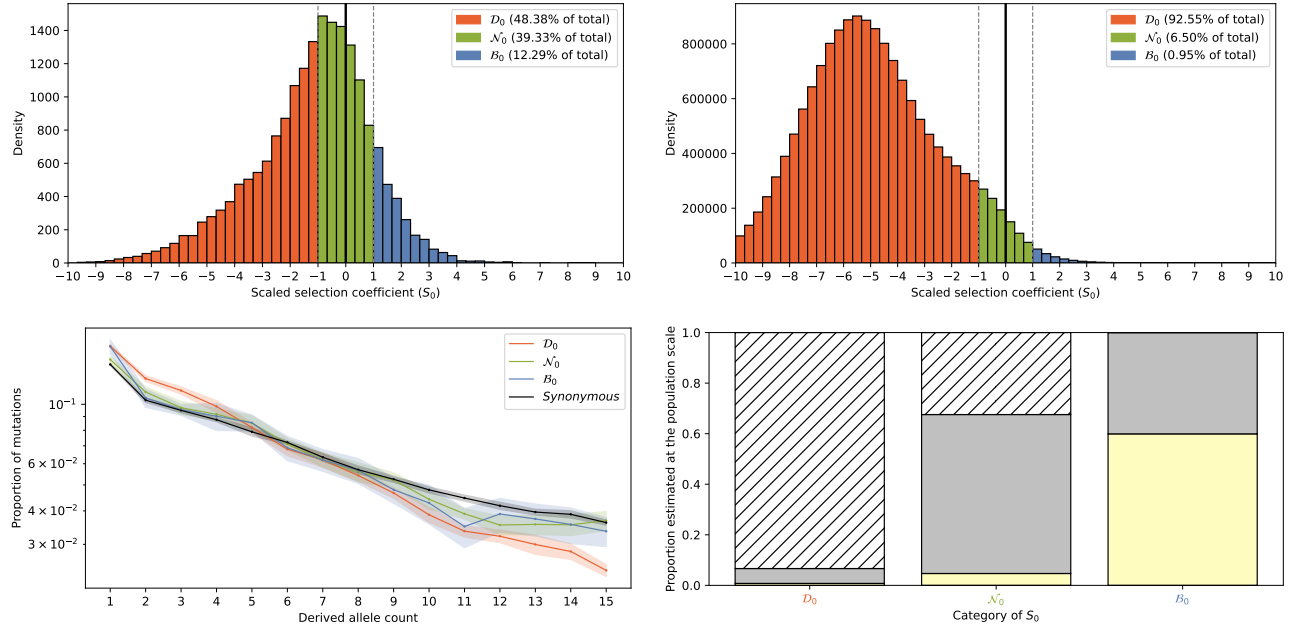 1400
1200
1000
800
600
400
200
0
Density
−10 −9 −8 −7 −6 −5 −4 −3 −2 −1 0 1 2 3 4 5 6 7 8 9 10
Scaled selection coefficient (S₀)
𝒟₀ (48.38% of total)
𝒩₀ (39.33% of total)
ℬ₀ (12.29% of total)
800000
600000
400000
200000
0
Density
−10 −9 −8 −7 −6 −5 −4 −3 −2 −1 0 1 2 3 4 5 6 7 8 9 10
Scaled selection coefficient (S₀)
𝒟₀ (92.55% of total)
𝒩₀ (6.50% of total)
ℬ₀ (0.95% of total)
10⁻¹
6 × 10⁻²
4 × 10⁻²
3 × 10⁻²
Proportion of mutations
1 2 3 4 5 6 7 8 9 10 11 12 13 14 15
Derived allele count
𝒟₀
𝒩₀
ℬ₀
Synonymous
1.0
0.8
0.6
0.4
0.2
0.0
Proportion estimated at the population scale
𝒟₀ 𝒩₀ ℬ₀
Category of S₀